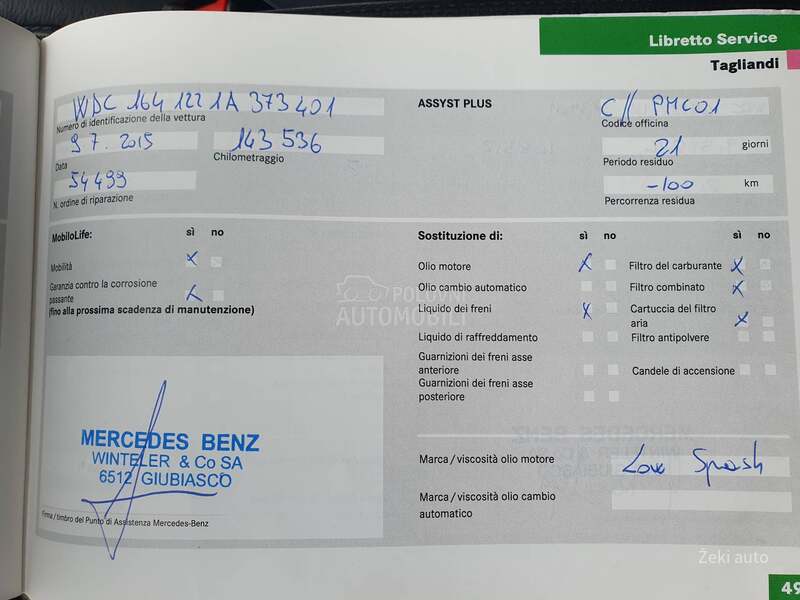 Libretto Service
Tagliandi
WDC 164 122 1A 373401
Numero di identificazione della vettura
9 7. 2015
Data
143 536
Chilometraggio
54499
N. ordine di riparazione
ASSYST PLUS
C// PMC01
Codice officina
21 giorni
Periodo residuo
-100 km
Percorrenza residua
MobiloLife: sì no
Mobilità x
Garanzia contro la corrosione
passante x
(fino alla prossima scadenza di manutenzione)
Sostituzione di: sì no
Olio motore x
Olio cambio automatico
Liquido dei freni x
Liquido di raffreddamento
Guarnizioni dei freni asse
anteriore
Guarnizioni dei freni asse
posteriore
sì no
Filtro del carburante x
Filtro combinato x
Cartuccia del filtro
aria x
Filtro antipolvere
Candele di accensione
POLOVNI
AUTOMOBILI
MERCEDES BENZ
WINTELER & Co SA
6512 GIUBIASCO
Firma/timbro del Punto di Assistenza Mercedes-Benz
Marca/viscosità olio motore Low Spash
Marca/viscosità olio cambio
automatico
Žeki auto
49